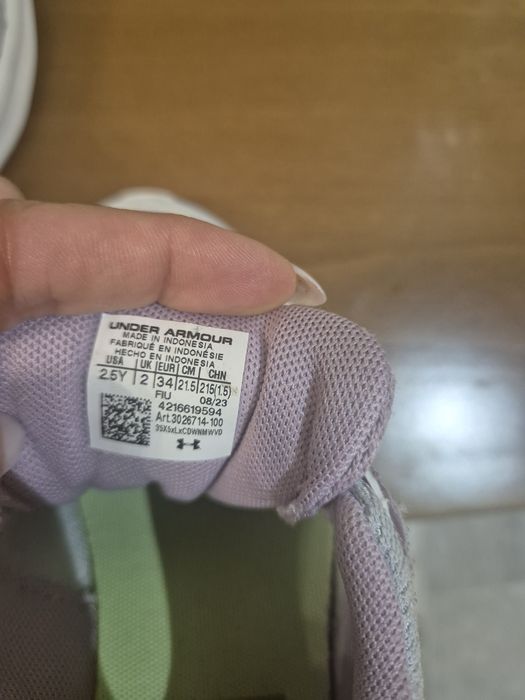 UNDER ARMOUR
MADE IN INDONESIA
FABRIQUÉ EN INDONÉSIE
HECHO EN INDONESIA
USA UK EUR CM CHN
2.5Y 2 34 21.5 215(1.5)
FIU 08/23
4216619594
Art.3026714-100
35X5xLxCDWNMWVD